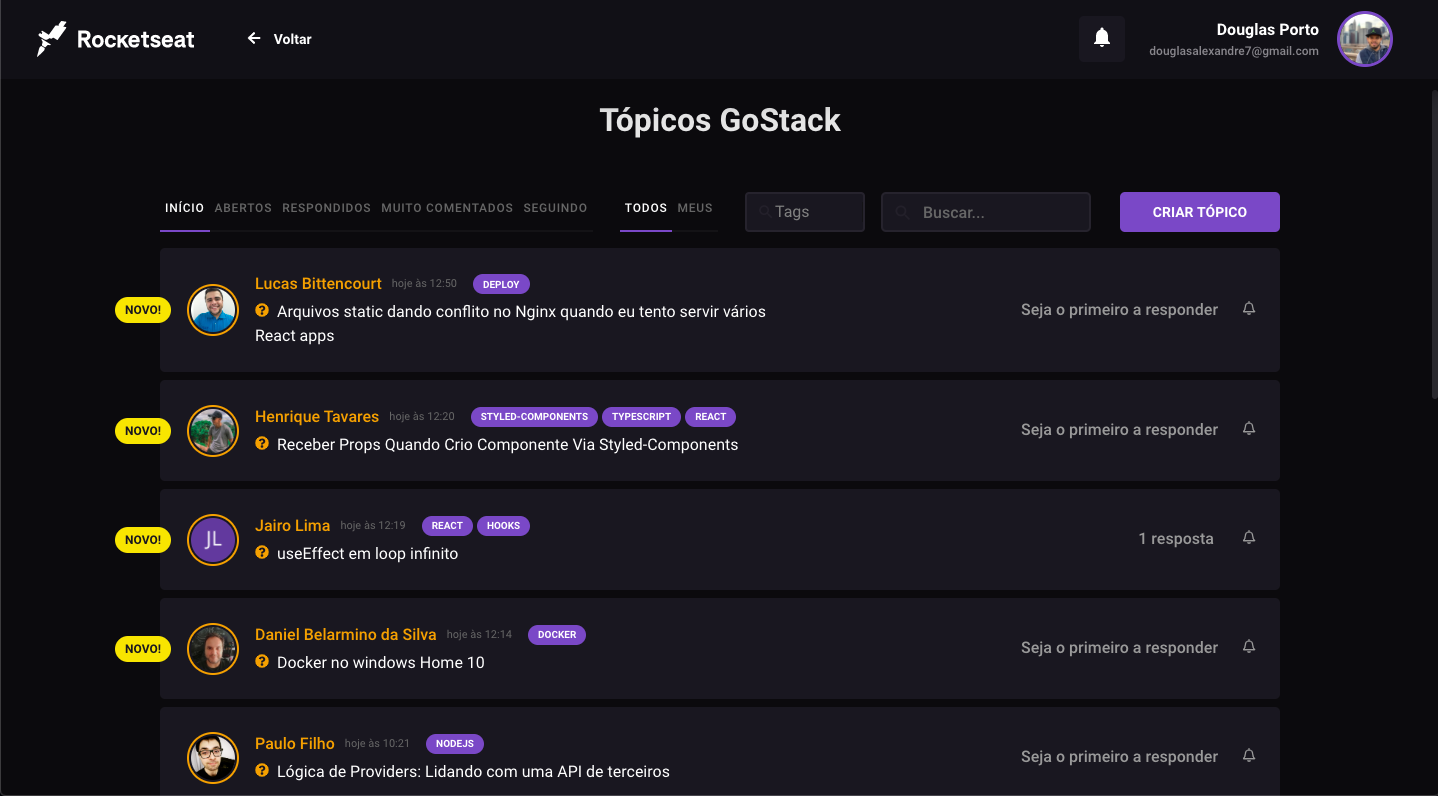 Rocketseat
Voltar
Douglas Porto
douglasalexandre7@gmail.com
Tópicos GoStack
INÍCIO ABERTOS RESPONDIDOS MUITO COMENTADOS SEGUINDO TODOS MEUS Tags Buscar... CRIAR TÓPICO
Lucas Bittencourt hoje às 12:50 DEPLOY
NOVO!
Arquivos static dando conflito no Nginx quando eu tento servir vários
React apps
Seja o primeiro a responder
Henrique Tavares hoje às 12:20 STYLED-COMPONENTS TYPESCRIPT REACT
NOVO!
Receber Props Quando Crio Componente Via Styled-Components
Seja o primeiro a responder
Jairo Lima hoje às 12:19 REACT HOOKS
NOVO!
JL
useEffect em loop infinito
1 resposta
Daniel Belarmino da Silva hoje às 12:14 DOCKER
NOVO!
Docker no windows Home 10
Seja o primeiro a responder
Paulo Filho hoje às 10:21 NODEJS
Lógica de Providers: Lidando com uma API de terceiros
Seja o primeiro a responder